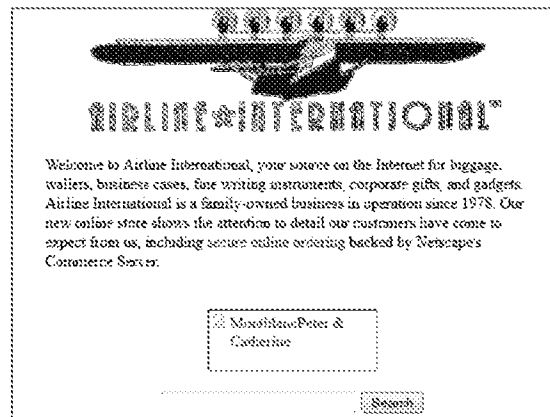 AIRLINE INTERNATIONAL™
Welcome to Airline International, your source on the Internet for luggage,
wallets, business cases, fine writing instruments, corporate gifts, and gadgets.
Airline International is a family-owned business in operation since 1978. Our
new online store shows the attention to detail our customers have come to
expect from us, including secure online ordering backed by Netscape's
Commerce Server.
MontblancPeter &
Catherine
Search